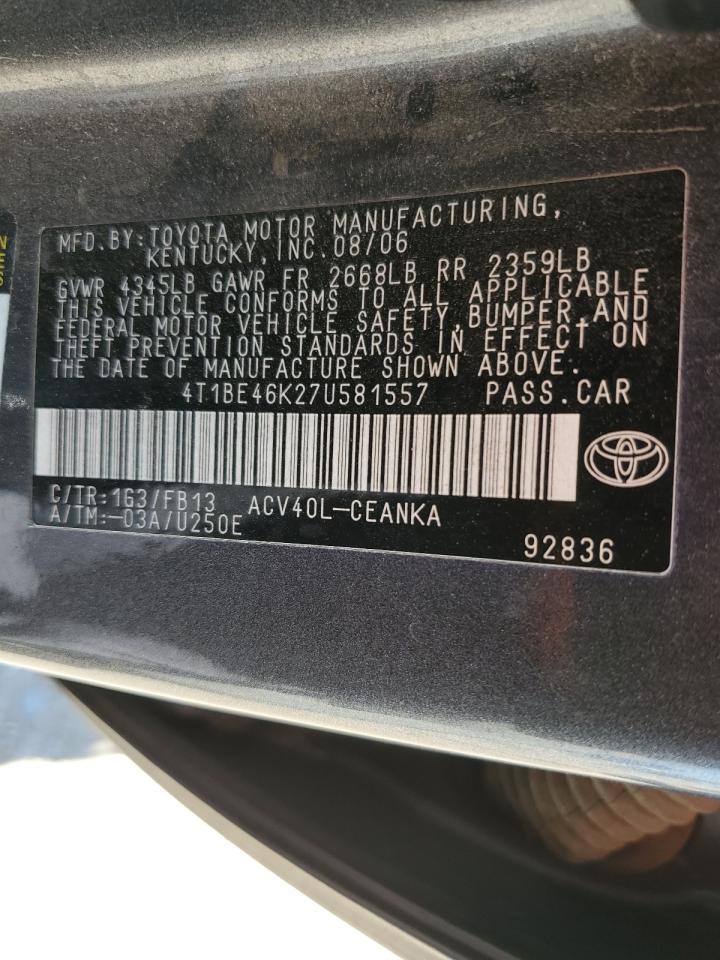 MFD. BY: TOYOTA MOTOR MANUFACTURING,
KENTUCKY, INC. 08/06
GVWR 4345LB GAWR FR 2668LB RR 2359LB
THIS VEHICLE CONFORMS TO ALL APPLICABLE
FEDERAL MOTOR VEHICLE SAFETY, BUMPER, AND
THEFT PREVENTION STANDARDS IN EFFECT ON
THE DATE OF MANUFACTURE SHOWN ABOVE.
4T1BE46K27U581557 PASS. CAR
C/TR: 1G3/FB13 ACV40L-CEANKA
A/TM: -03A/U250E
92836